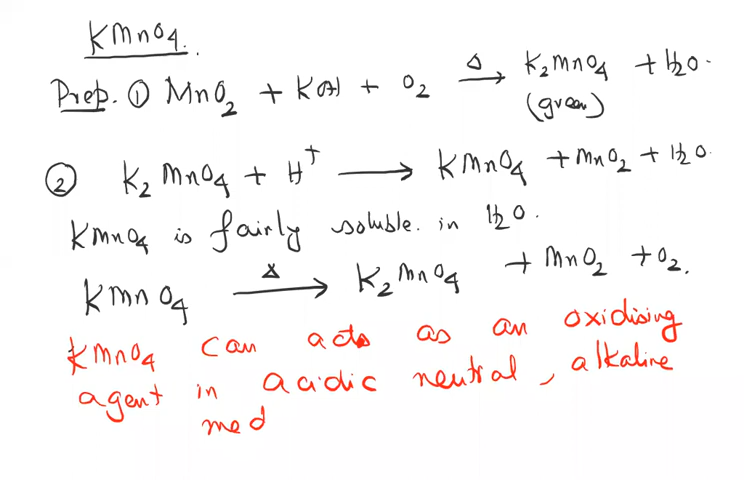 KMnO4.
Prep. ① MnO2 + KOH + O2 —Δ→ K2MnO4 + H2O.
(green)
② K2MnO4 + H+ → KMnO4 + MnO2 + H2O.
KMnO4 is fairly soluble. in H2O.
KMnO4 —Δ→ K2MnO4 + MnO2 + O2.
KMnO4 can acts as an oxidising
agent in acidic neutral, alkaline
med